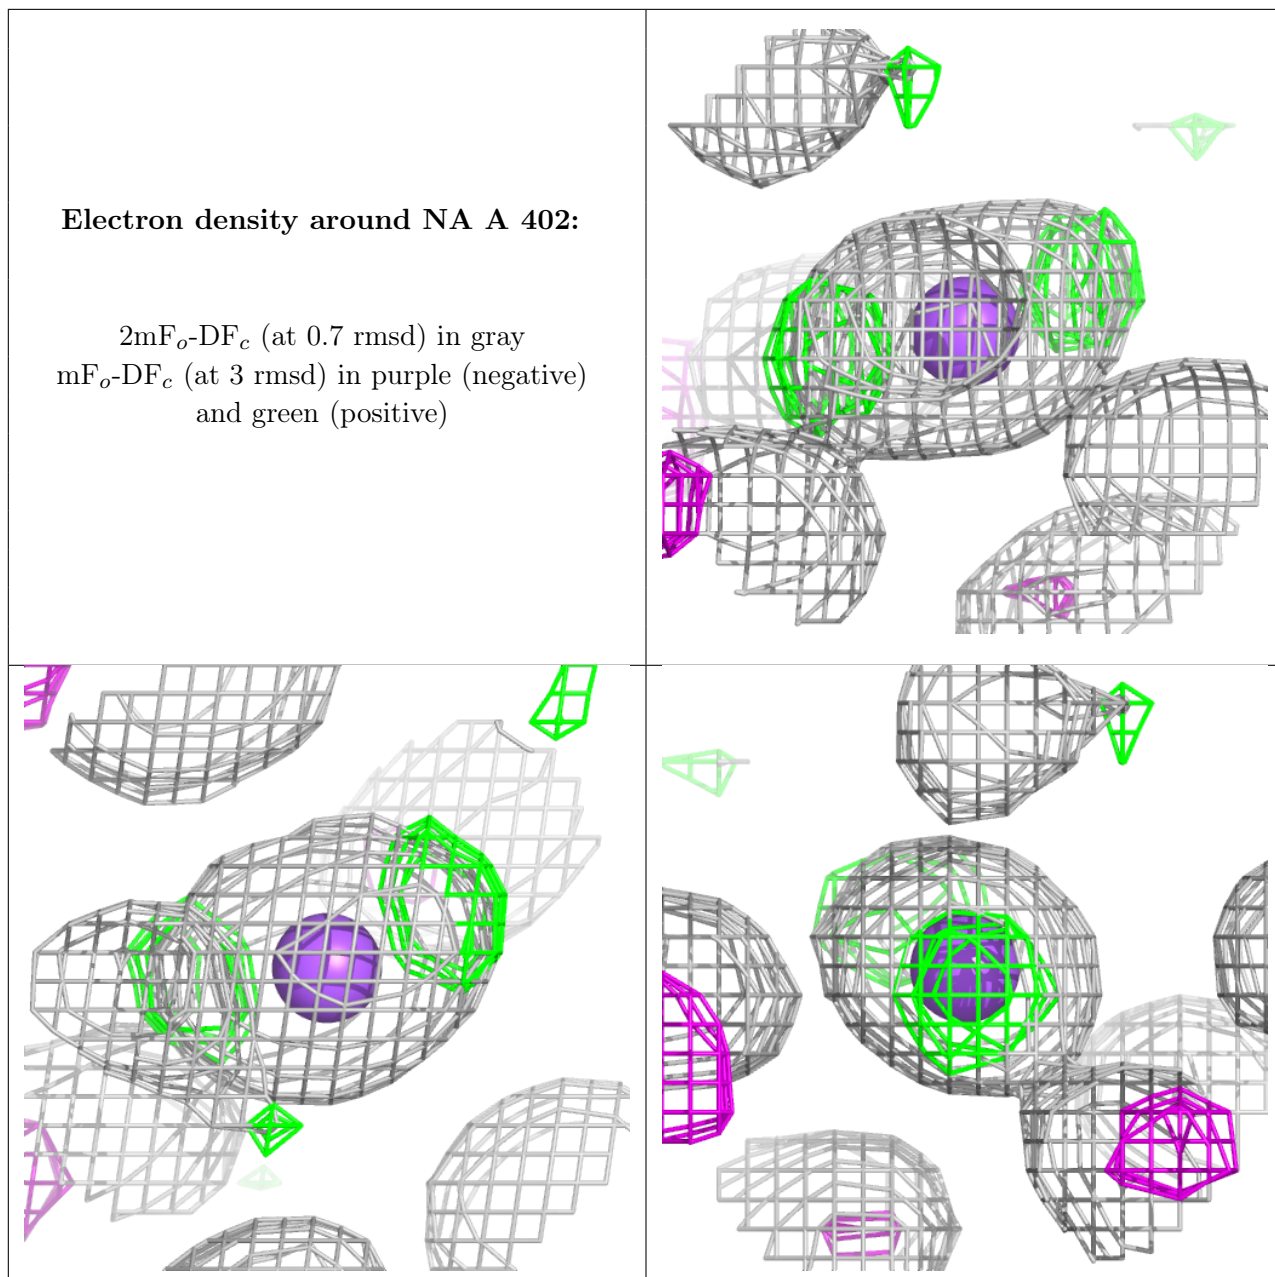 Electron density around NA A 402:
2mFo-DFc (at 0.7 rmsd) in gray
mFo-DFc (at 3 rmsd) in purple (negative)
and green (positive)